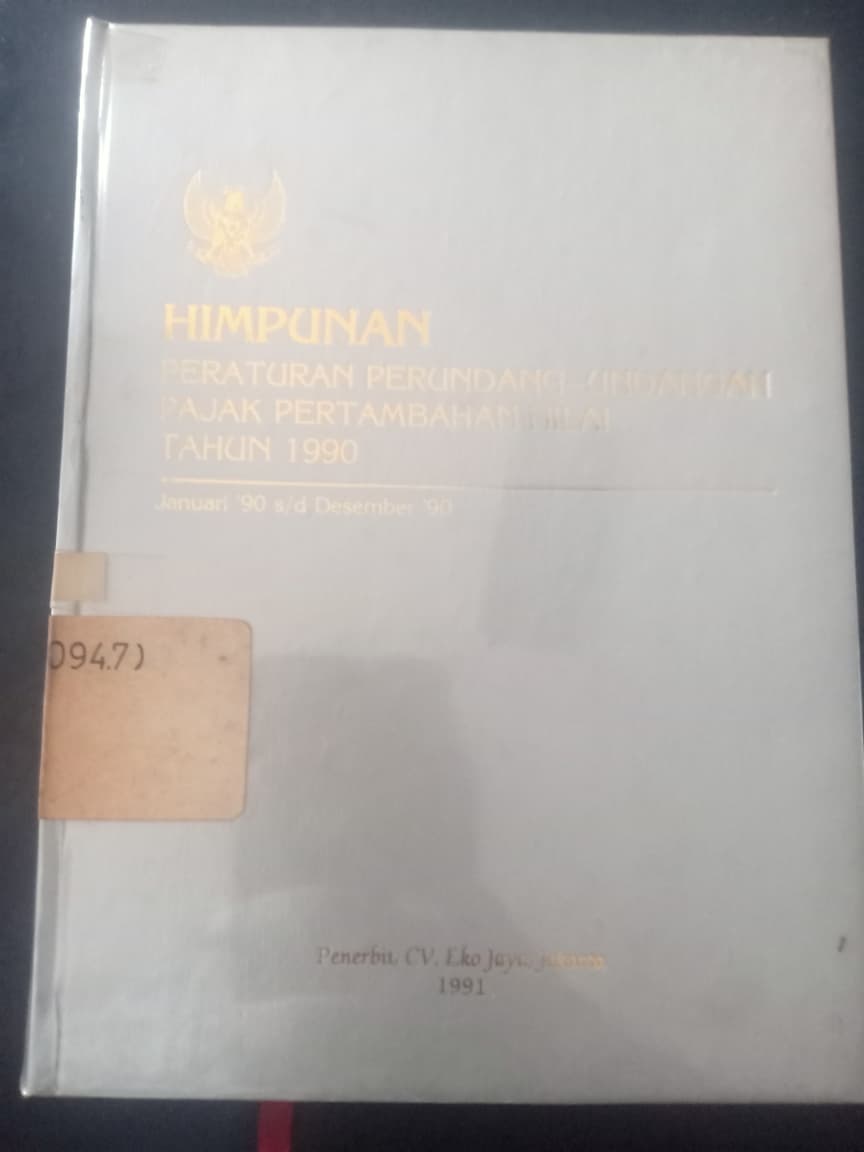 HIMPUNAN
PERATURAN PERUNDANG-UNDANGAN
PAJAK PERTAMBAHAN NILAI
TAHUN 1990
Januari '90 s/d Desember '90
094.7)
Penerbit, CV. Eko Jaya, Jakarta
1991